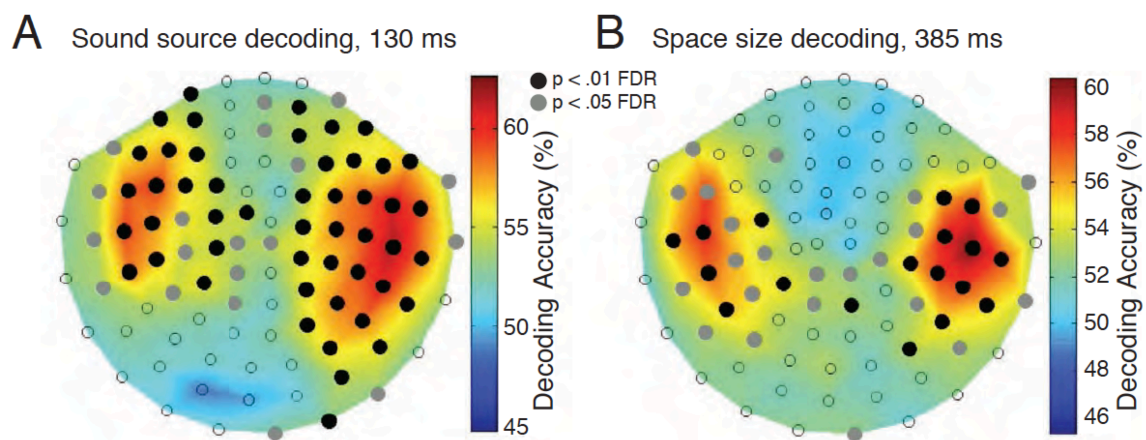 A Sound source decoding, 130 ms
B Space size decoding, 385 ms
p < .01 FDR
p < .05 FDR
60
55
50
45
Decoding Accuracy (%)
60
58
56
54
52
50
48
46
Decoding Accuracy (%)